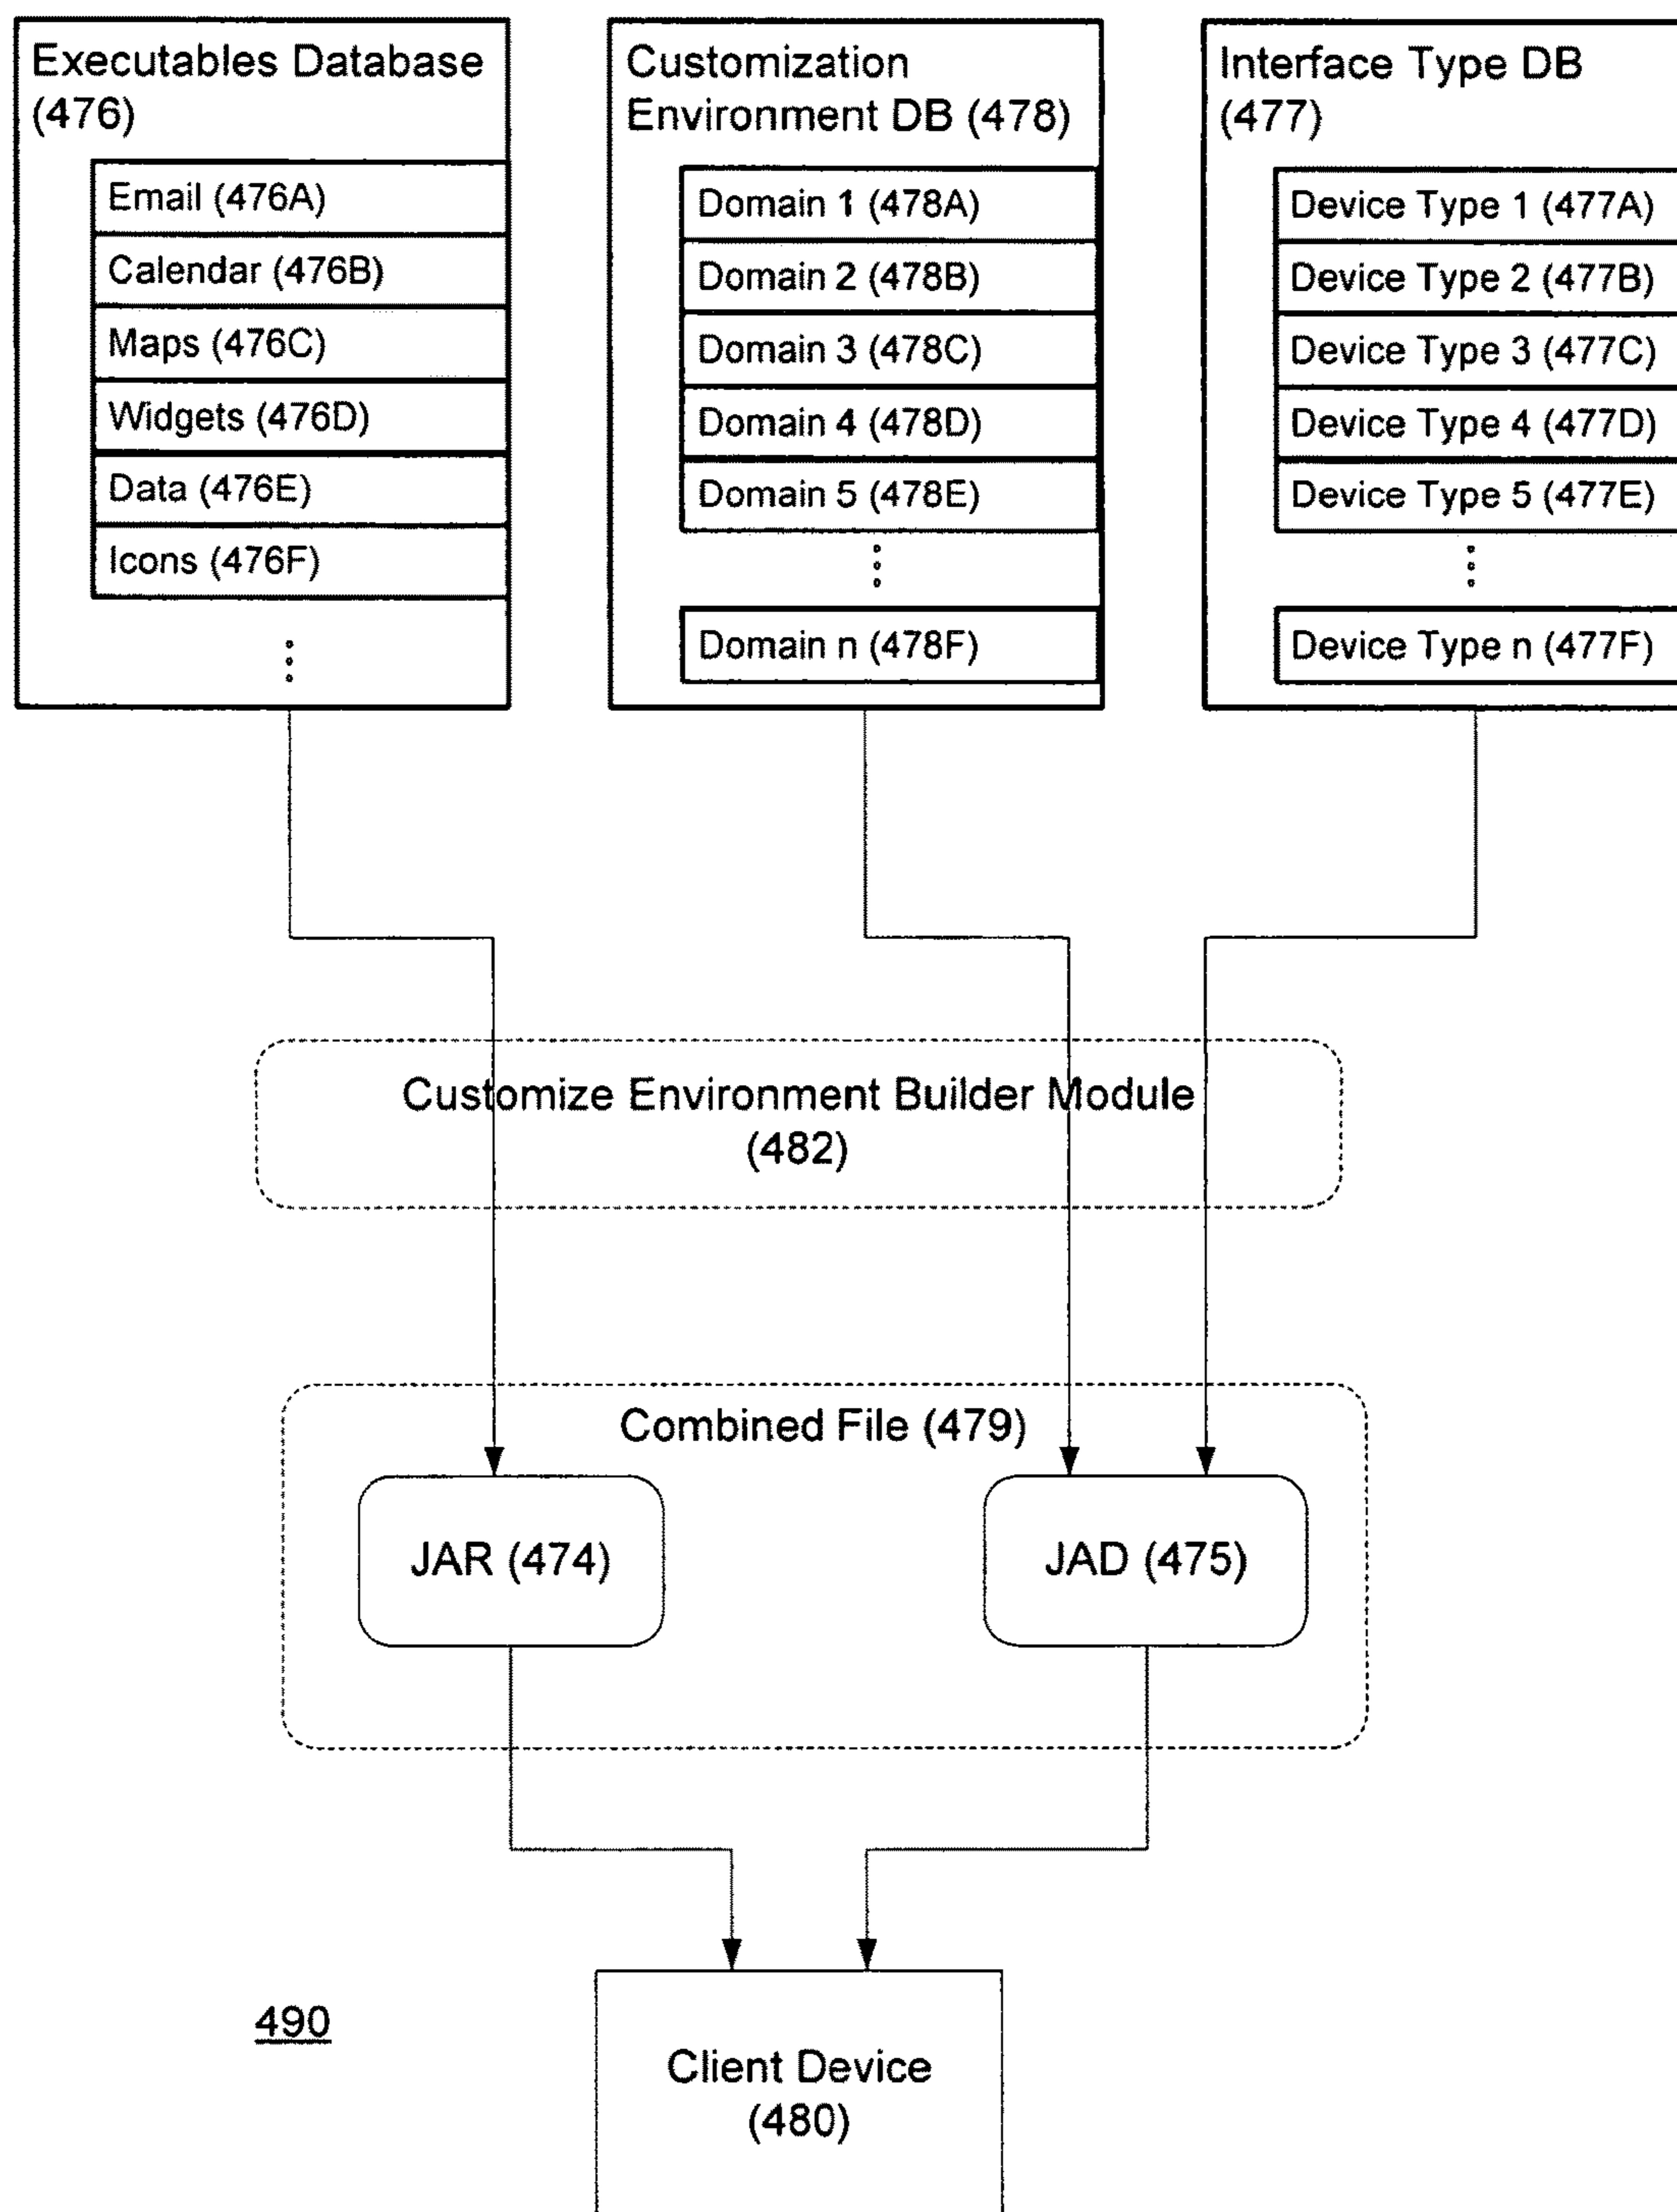 Executables Database
(476)
Email (476A)
Calendar (476B)
Maps (476C)
Widgets (476D)
Data (476E)
Icons (476F)
Customization
Environment DB (478)
Domain 1 (478A)
Domain 2 (478B)
Domain 3 (478C)
Domain 4 (478D)
Domain 5 (478E)
Domain n (478F)
Interface Type DB
(477)
Device Type 1 (477A)
Device Type 2 (477B)
Device Type 3 (477C)
Device Type 4 (477D)
Device Type 5 (477E)
Device Type n (477F)
Customize Environment Builder Module
(482)
Combined File (479)
JAR (474)
JAD (475)
490
Client Device
(480)